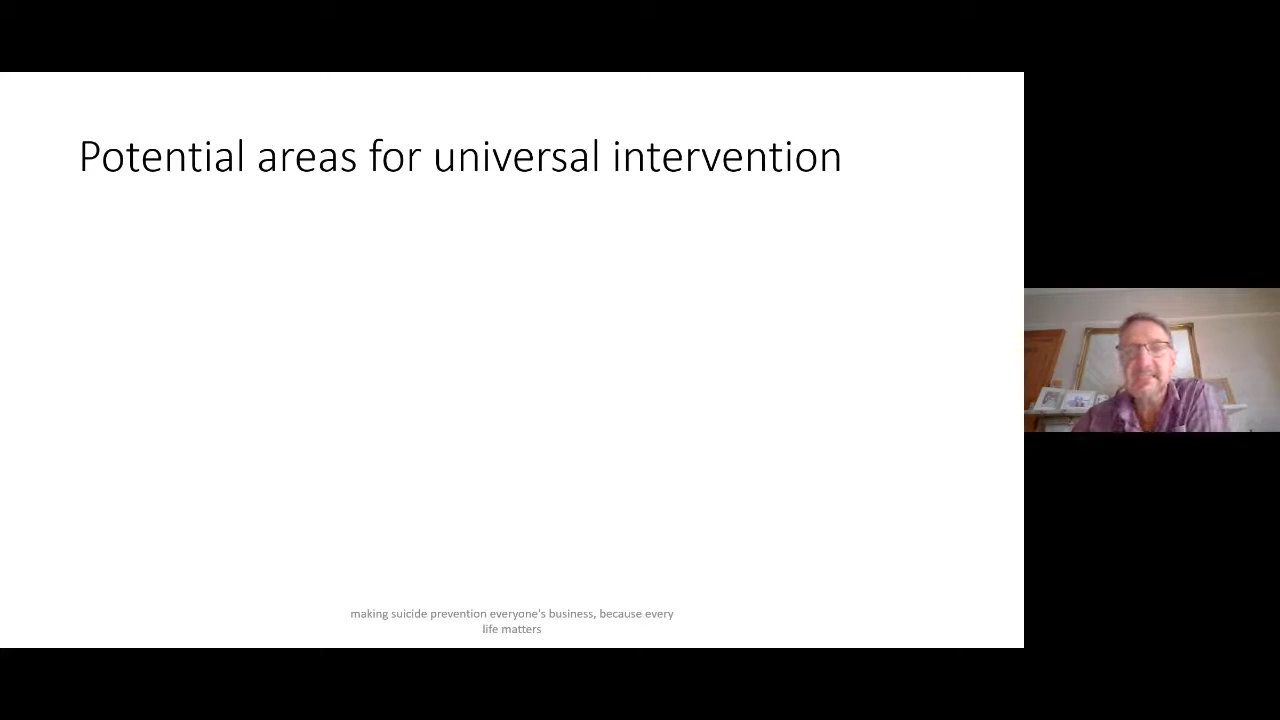 Potential areas for universal intervention
making suicide prevention everyone's business, because every
life matters